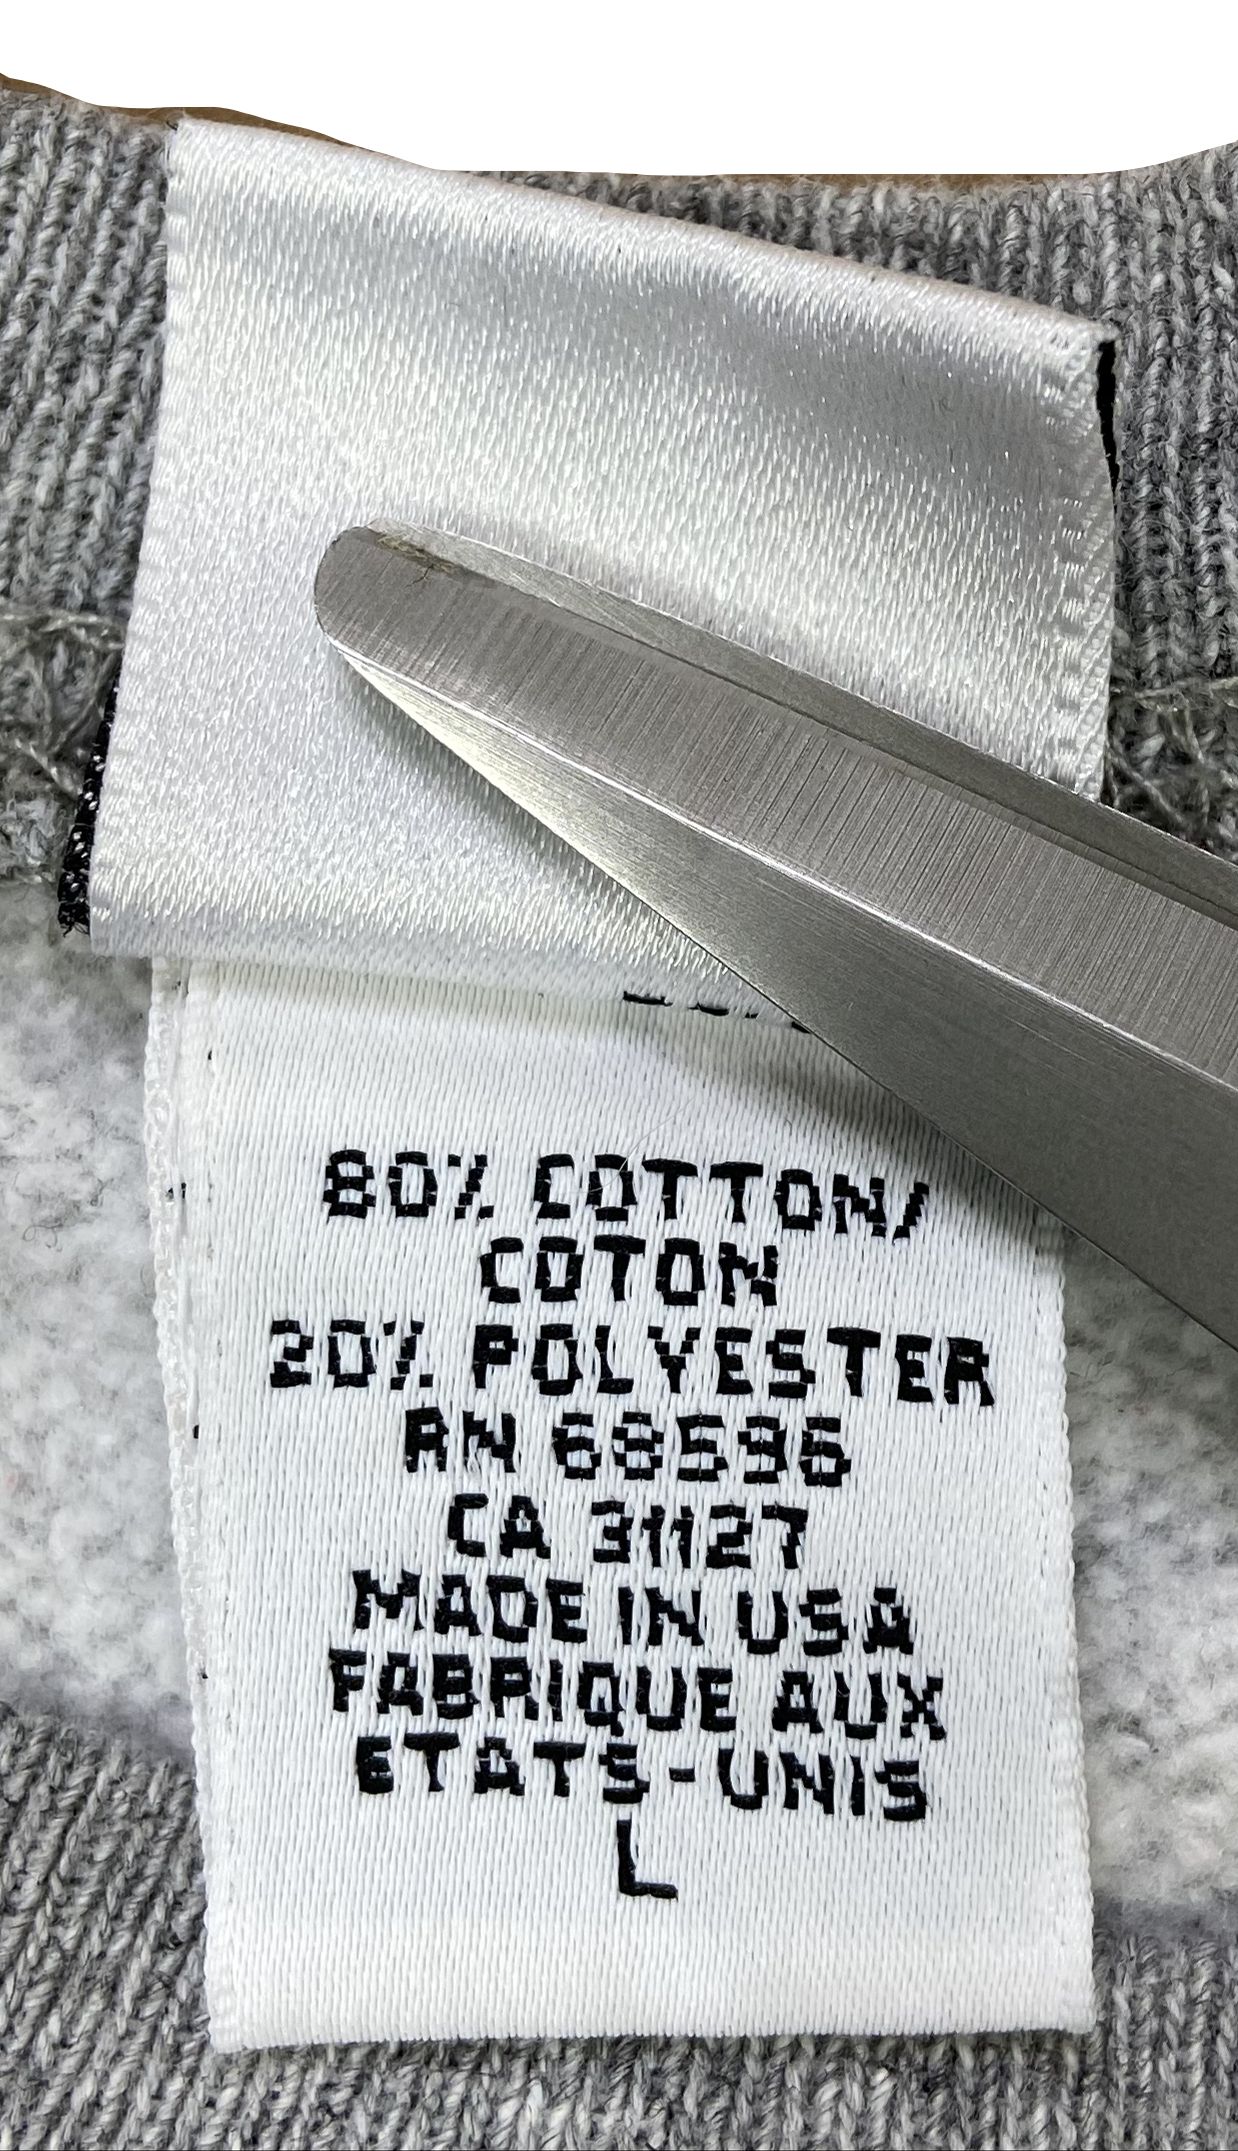 80% COTTON/
COTON
20% POLYESTER
RN 68596
CA 31127
MADE IN USA
FABRIQUE AUX
ETATS-UNIS
L